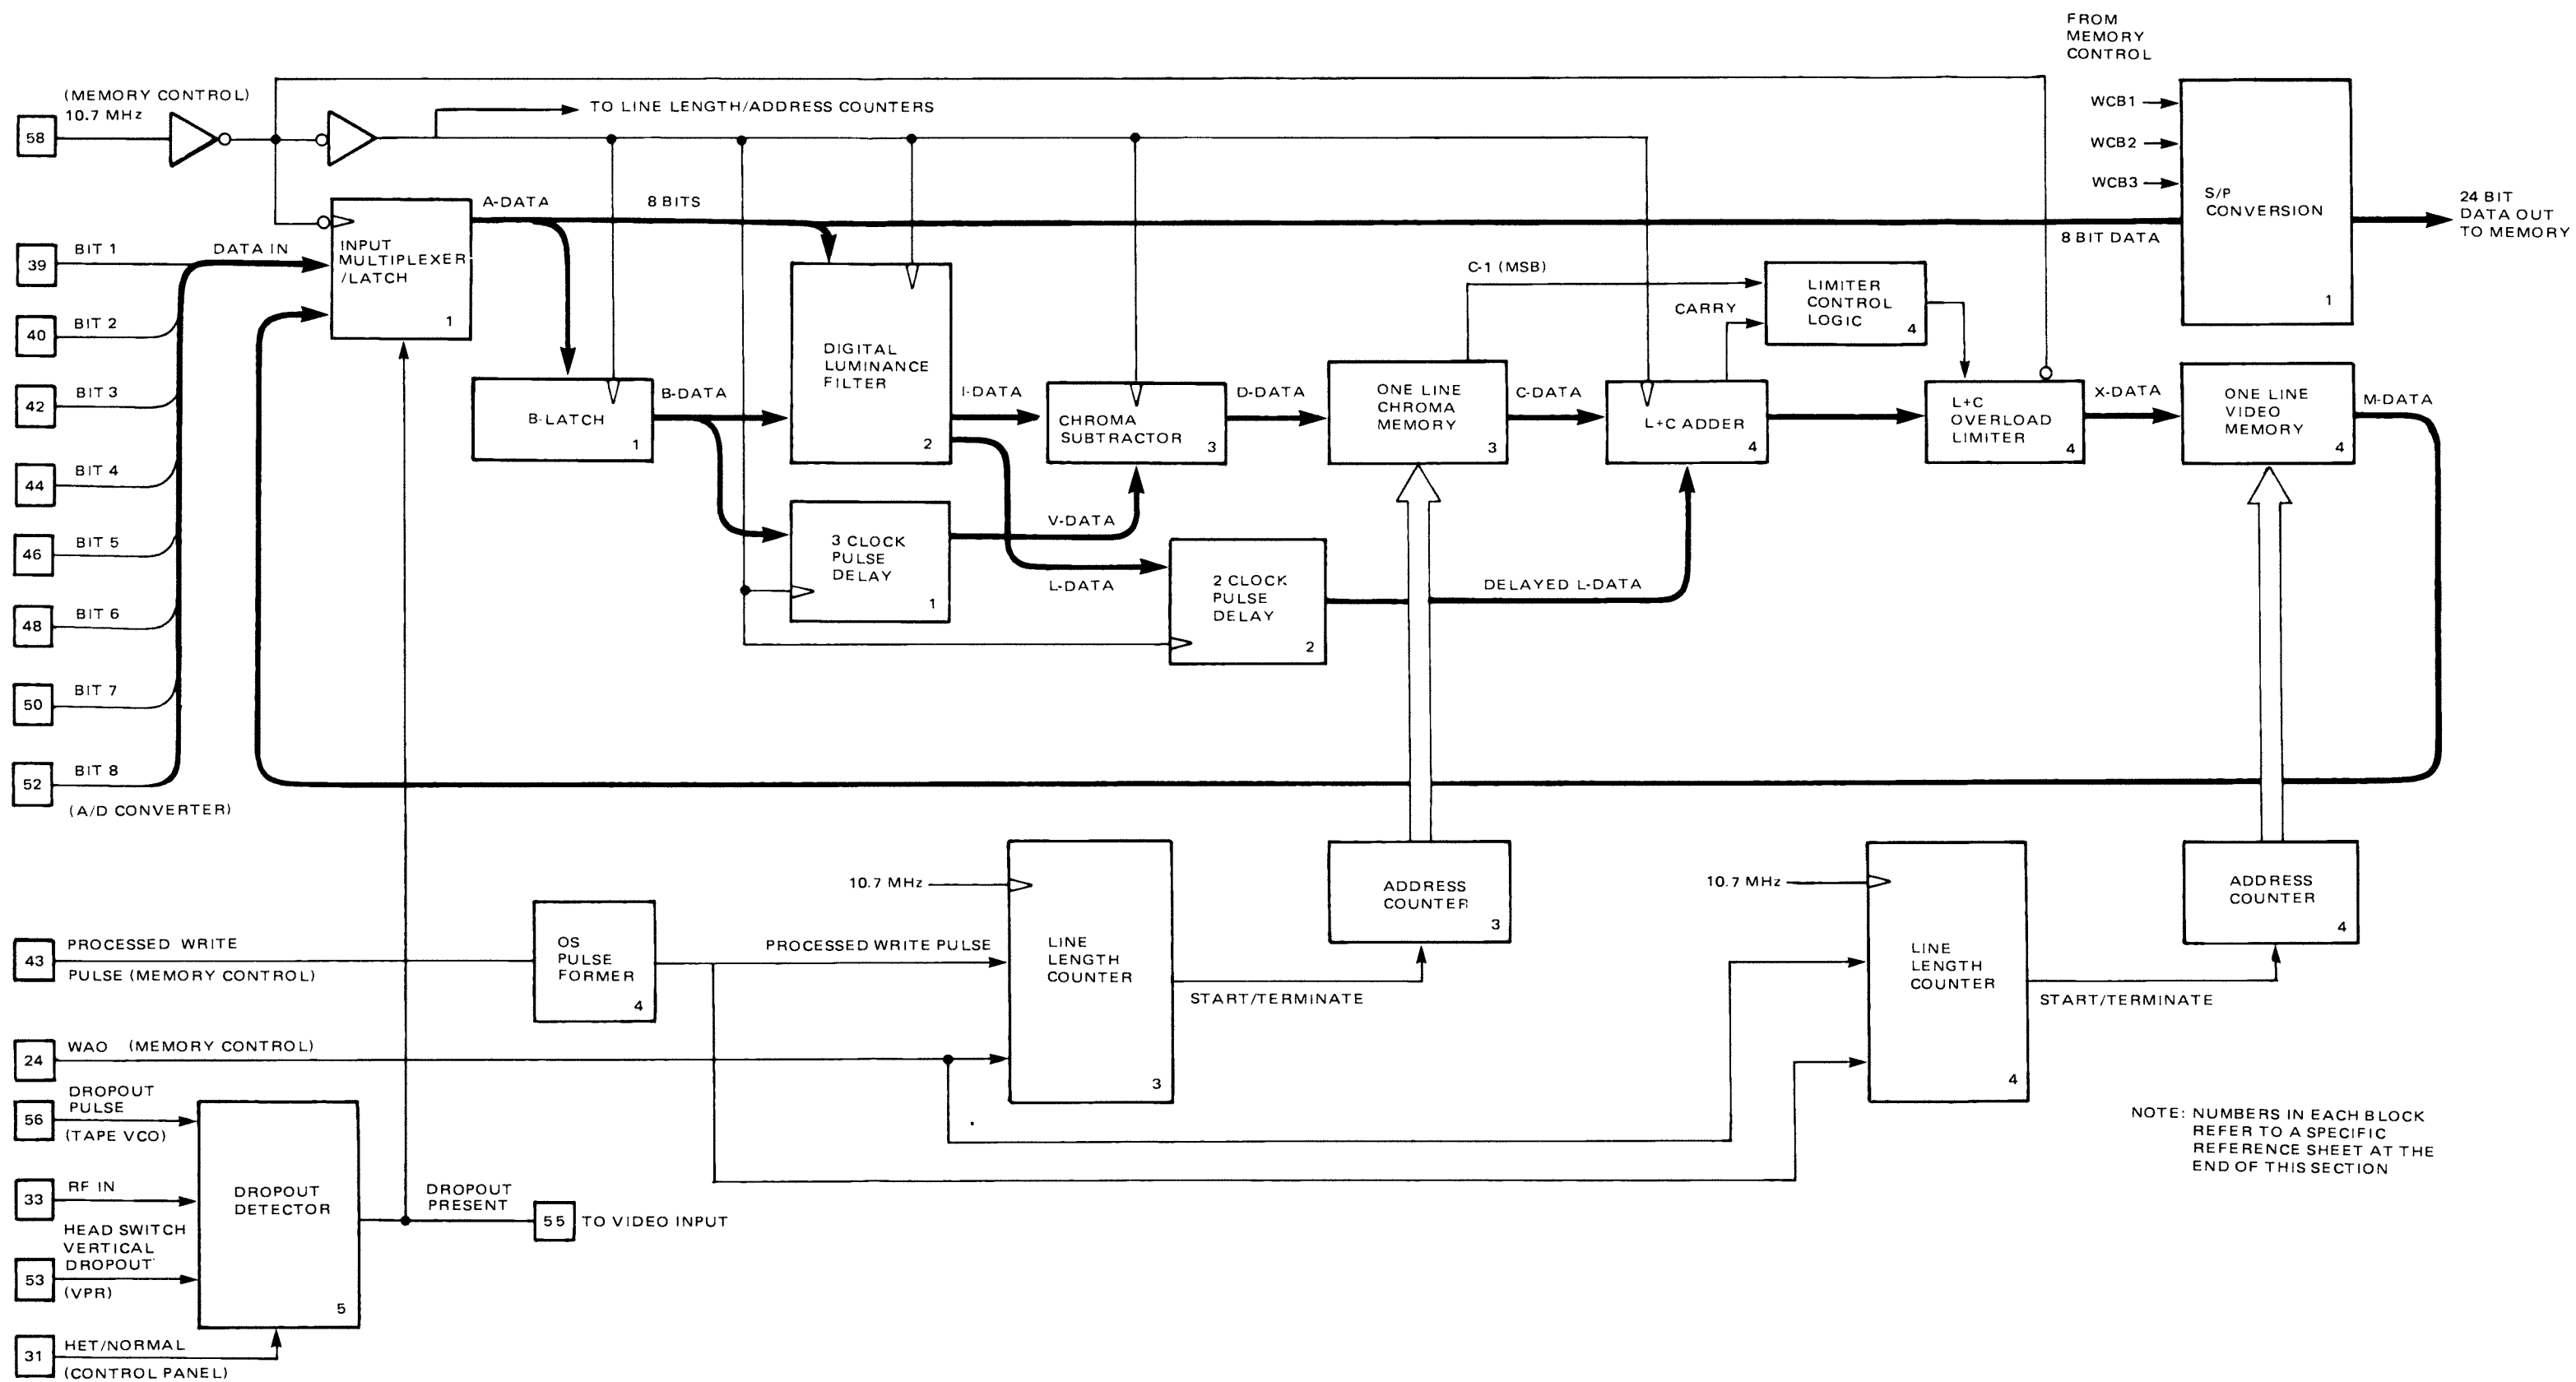 FROM
MEMORY
CONTROL
(MEMORY CONTROL)
10.7 MHz
58
TO LINE LENGTH/ADDRESS COUNTERS
WCB1
WCB2
WCB3
S/P
CONVERSION
1
24 BIT
DATA OUT
TO MEMORY
A-DATA
8 BITS
8 BIT DATA
INPUT
MULTIPLEXER
/LATCH
1
DATA IN
39
BIT 1
40
BIT 2
42
BIT 3
44
BIT 4
46
BIT 5
48
BIT 6
50
BIT 7
52
BIT 8
(A/D CONVERTER)
B-LATCH
1
B-DATA
DIGITAL
LUMINANCE
FILTER
2
I-DATA
3 CLOCK
PULSE
DELAY
1
V-DATA
L-DATA
CHROMA
SUBTRACTOR
3
D-DATA
2 CLOCK
PULSE
DELAY
2
DELAYED L-DATA
ONE LINE
CHROMA
MEMORY
3
C-1 (MSB)
C-DATA
CARRY
LIMITER
CONTROL
LOGIC
4
L+C ADDER
4
L+C
OVERLOAD
LIMITER
4
X-DATA
ONE LINE
VIDEO
MEMORY
4
M-DATA
43
PROCESSED WRITE
PULSE (MEMORY CONTROL)
OS
PULSE
FORMER
4
PROCESSED WRITE PULSE
10.7 MHz
LINE
LENGTH
COUNTER
3
START/TERMINATE
ADDRESS
COUNTER
3
10.7 MHz
LINE
LENGTH
COUNTER
4
START/TERMINATE
ADDRESS
COUNTER
4
24
WAO (MEMORY CONTROL)
56
DROPOUT
PULSE
(TAPE VCO)
33
RF IN
53
HEAD SWITCH
VERTICAL
DROPOUT
(VPR)
31
HET/NORMAL
(CONTROL PANEL)
DROPOUT
DETECTOR
5
DROPOUT
PRESENT
55
TO VIDEO INPUT
NOTE: NUMBERS IN EACH BLOCK
REFER TO A SPECIFIC
REFERENCE SHEET AT THE
END OF THIS SECTION